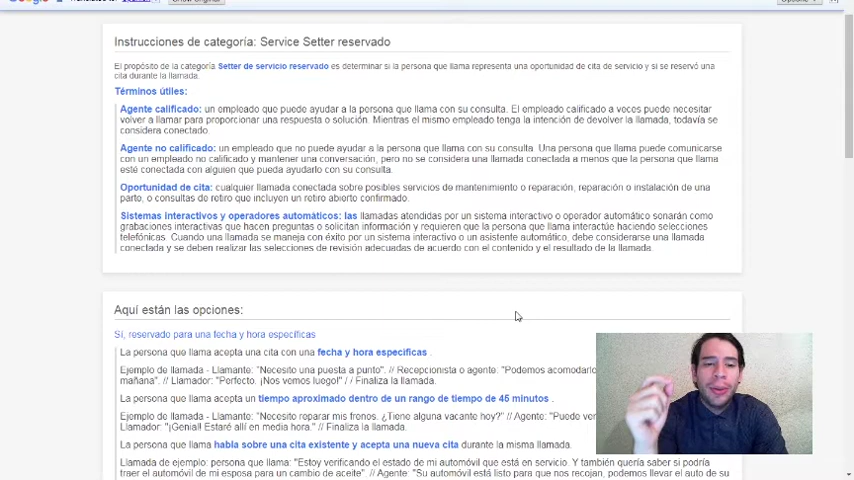 Instrucciones de categoría: Service Setter reservado
El propósito de la categoría Setter de servicio reservado es determinar si la persona que llama representa una oportunidad de cita de servicio y si se reservó una
cita durante la llamada.
Términos útiles:
Agente calificado: un empleado que puede ayudar a la persona que llama con su consulta. El empleado calificado a veces puede necesitar
volver a llamar para proporcionar una respuesta o solución. Mientras el mismo empleado tenga la intención de devolver la llamada, todavía se
considera conectado.
Agente no calificado: un empleado que no puede ayudar a la persona que llama con su consulta. Una persona que llama puede comunicarse
con un empleado no calificado y mantener una conversación, pero no se considera una llamada conectada a menos que la persona que llama
esté conectada con alguien que pueda ayudarlo con su consulta.
Oportunidad de cita: cualquier llamada conectada sobre posibles servicios de mantenimiento o reparación, reparación o instalación de una
parte, o consultas de retiro que incluyen un retiro abierto confirmado.
Sistemas interactivos y operadores automáticos: las llamadas atendidas por un sistema interactivo o operador automático sonarán como
grabaciones interactivas que hacen preguntas o solicitan información y requieren que la persona que llama interactúe haciendo selecciones
telefónicas. Cuando una llamada se maneja con éxito por un sistema interactivo o un asistente automático, debe considerarse una llamada
conectada y se deben realizar las selecciones de revisión adecuadas de acuerdo con el contenido y el resultado de la llamada.
Aquí están las opciones:
Sí, reservado para una fecha y hora específicas
La persona que llama acepta una cita con una fecha y hora específicas .
Ejemplo de llamada - Llamante: "Necesito una puesta a punto". // Recepcionista o agente: "Podemos acomodarlo
mañana". // Llamador: "Perfecto. ¡Nos vemos luego!" / / Finaliza la llamada.
La persona que llama acepta un tiempo aproximado dentro de un rango de tiempo de 45 minutos .
Ejemplo de llamada - Llamante: "Necesito reparar mis frenos. ¿Tiene alguna vacante hoy?" // Agente: "Puede ven
Llamador: "¡Genial! Estaré allí en media hora." // Finaliza la llamada.
La persona que llama habla sobre una cita existente y acepta una nueva cita durante la misma llamada.
Llamada de ejemplo: persona que llama: "Estoy verificando el estado de mi automóvil que está en servicio. Y también quería saber si podría
traer el automóvil de mi esposa para un cambio de aceite". // Agente: "Su automóvil está listo para que nos recojan, podemos llevar el auto de su